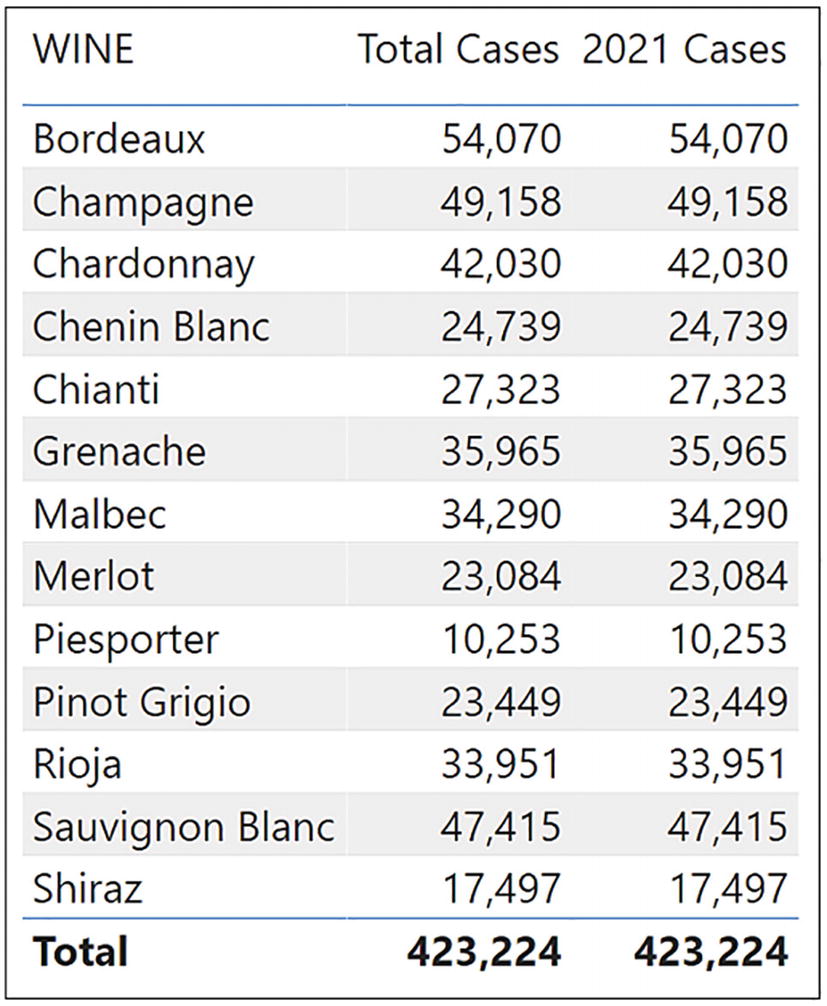 WINE Total Cases 2021 Cases
Bordeaux 54,070 54,070
Champagne 49,158 49,158
Chardonnay 42,030 42,030
Chenin Blanc 24,739 24,739
Chianti 27,323 27,323
Grenache 35,965 35,965
Malbec 34,290 34,290
Merlot 23,084 23,084
Piesporter 10,253 10,253
Pinot Grigio 23,449 23,449
Rioja 33,951 33,951
Sauvignon Blanc 47,415 47,415
Shiraz 17,497 17,497
Total 423,224 423,224